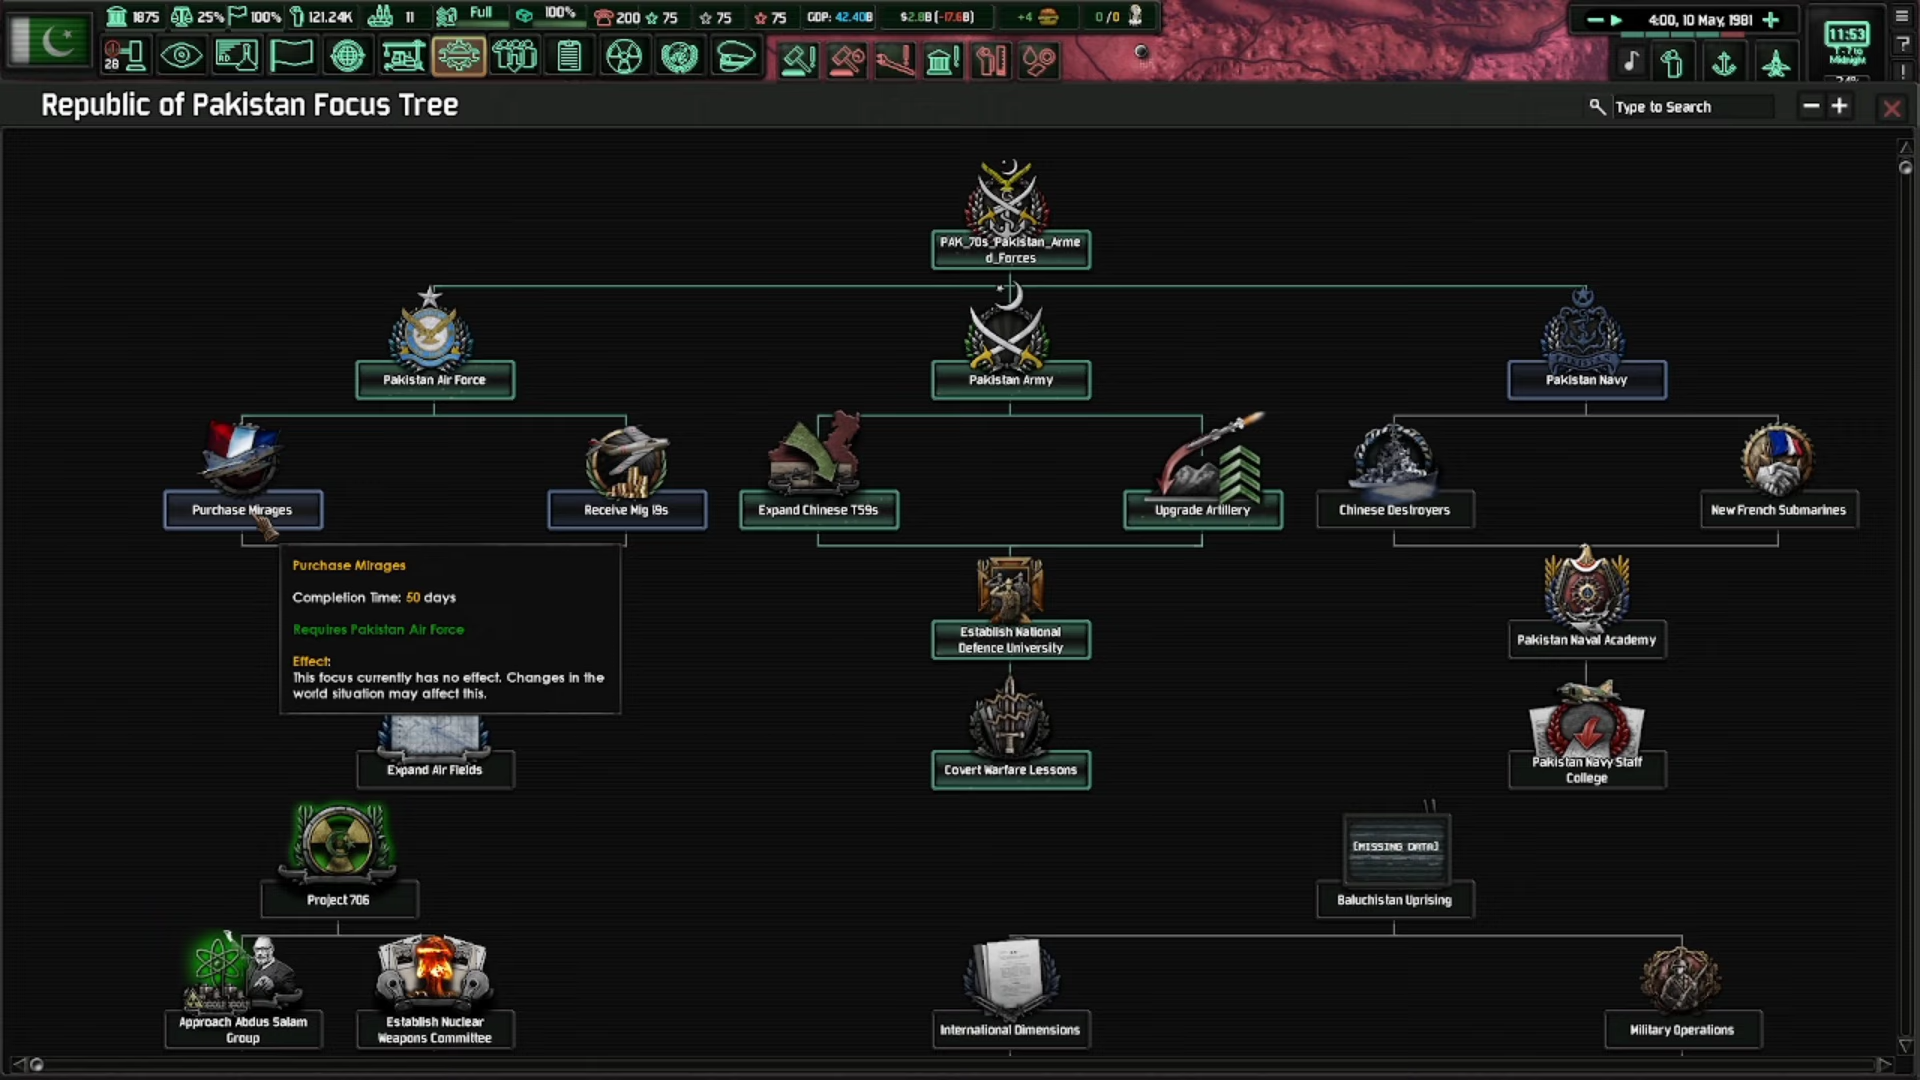 1875 25% 100% 121.24K 11 Full 100% 200 75 75 75 GDP: 42.40B $2.8B (-17.6B) +4 0/0 4:00, 10 May, 1981 11:53
28
Republic of Pakistan Focus Tree
Type to Search
PAK_70s_Pakistan_Arme
d_Forces
Pakistan Air Force
Pakistan Army
Pakistan Navy
Purchase Mirages
Receive Mig 19s
Expand Chinese T59s
Upgrade Artillery
Chinese Destroyers
New French Submarines
Purchase Mirages
Completion Time: 50 days
Requires Pakistan Air Force
Effect:
This focus currently has no effect. Changes in the
world situation may affect this.
Establish National
Defence University
Pakistan Naval Academy
Expand Air Fields
Covert Warfare Lessons
Pakistan Navy Staff
College
Project 706
[MISSING DATA]
Baluchistan Uprising
Approach Abdus Salam
Group
Establish Nuclear
Weapons Committee
International Dimensions
Military Operations